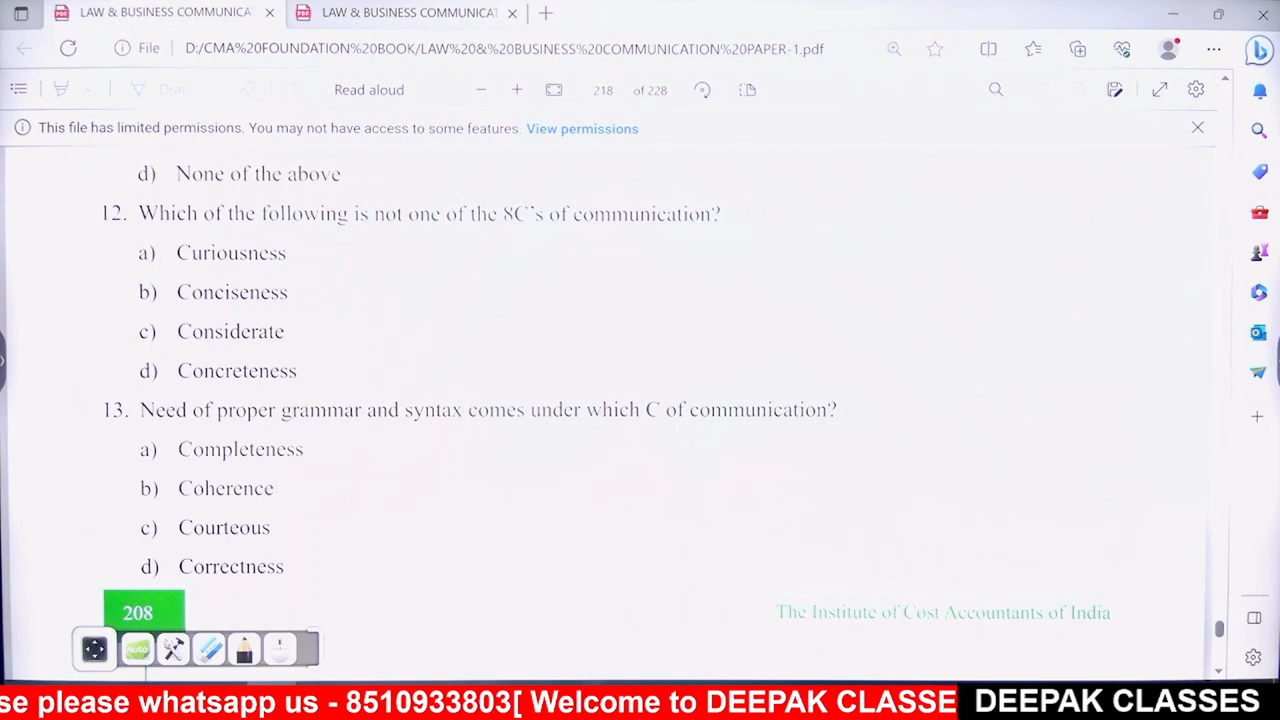 LAW & BUSINESS COMMUNICA
LAW & BUSINESS COMMUNICAT
File
D:/CMA%20FOUNDATION%20BOOK/LAW%20&%20BUSINESS%20COMMUNICATION%20PAPER-1.pdf
Draw
Read aloud
218 of 228
This file has limited permissions. You may not have access to some features. View permissions
d) None of the above
12. Which of the following is not one of the 8C's of communication?
a) Curiousness
b) Conciseness
c) Considerate
d) Concreteness
13. Need of proper grammar and syntax comes under which C of communication?
a) Completeness
b) Coherence
c) Courteous
d) Correctness
208
The Institute of Cost Accountants of India
Note
se please whatsapp us - 8510933803[ Welcome to DEEPAK CLASSE
DEEPAK CLASSES